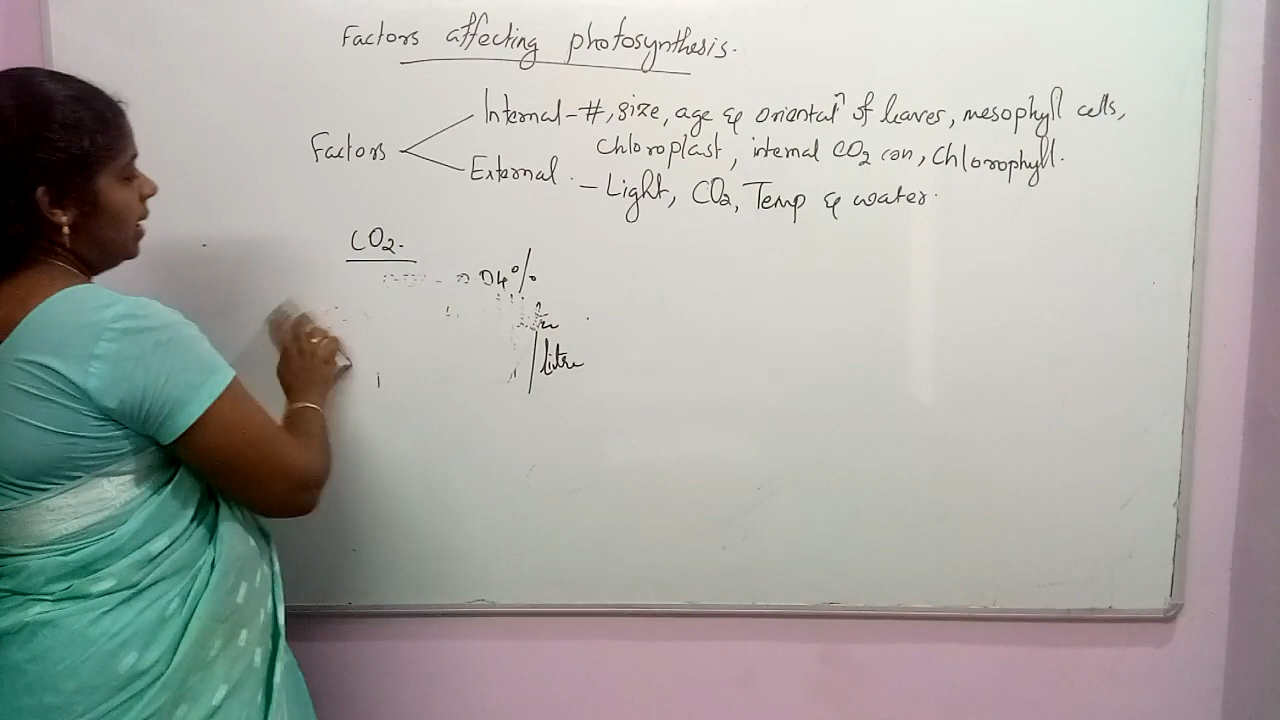 Factors affecting photosynthesis.
Internal - #, size, age & orientatⁿ of leaves, mesophyll cells,
Chloroplast, internal CO₂ con, Chlorophyll.
Factors
External - Light, CO₂, Temp & water.
CO₂.
04%
/litre